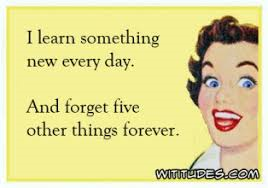 I learn something
new every day.
And forget five
other things forever.
WITITUDES.COM